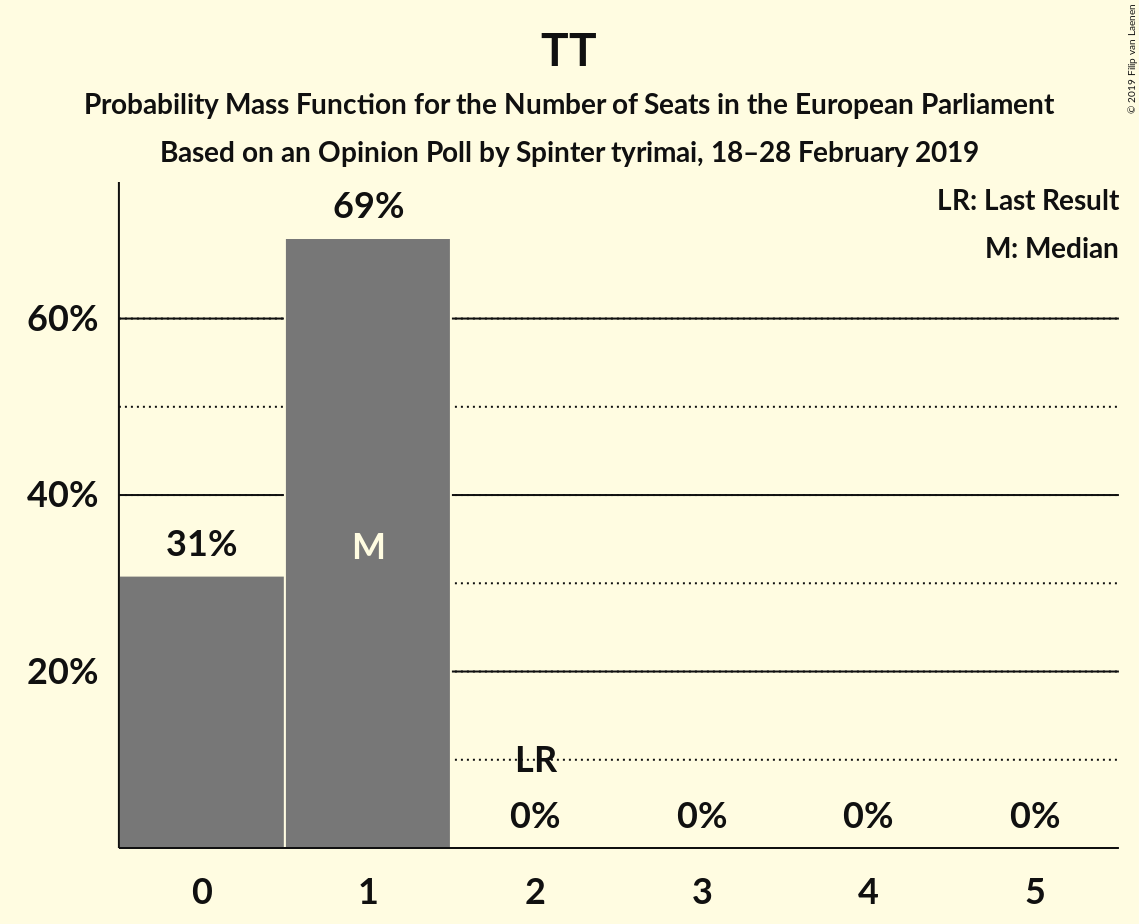 TT
Probability Mass Function for the Number of Seats in the European Parliament
Based on an Opinion Poll by Spinter tyrimai, 18–28 February 2019
© 2019 Filip van Laenen
LR: Last Result
M: Median
69%
60%
40%
31%
M
20%
LR
0%
0%
0%
0%
0
1
2
3
4
5